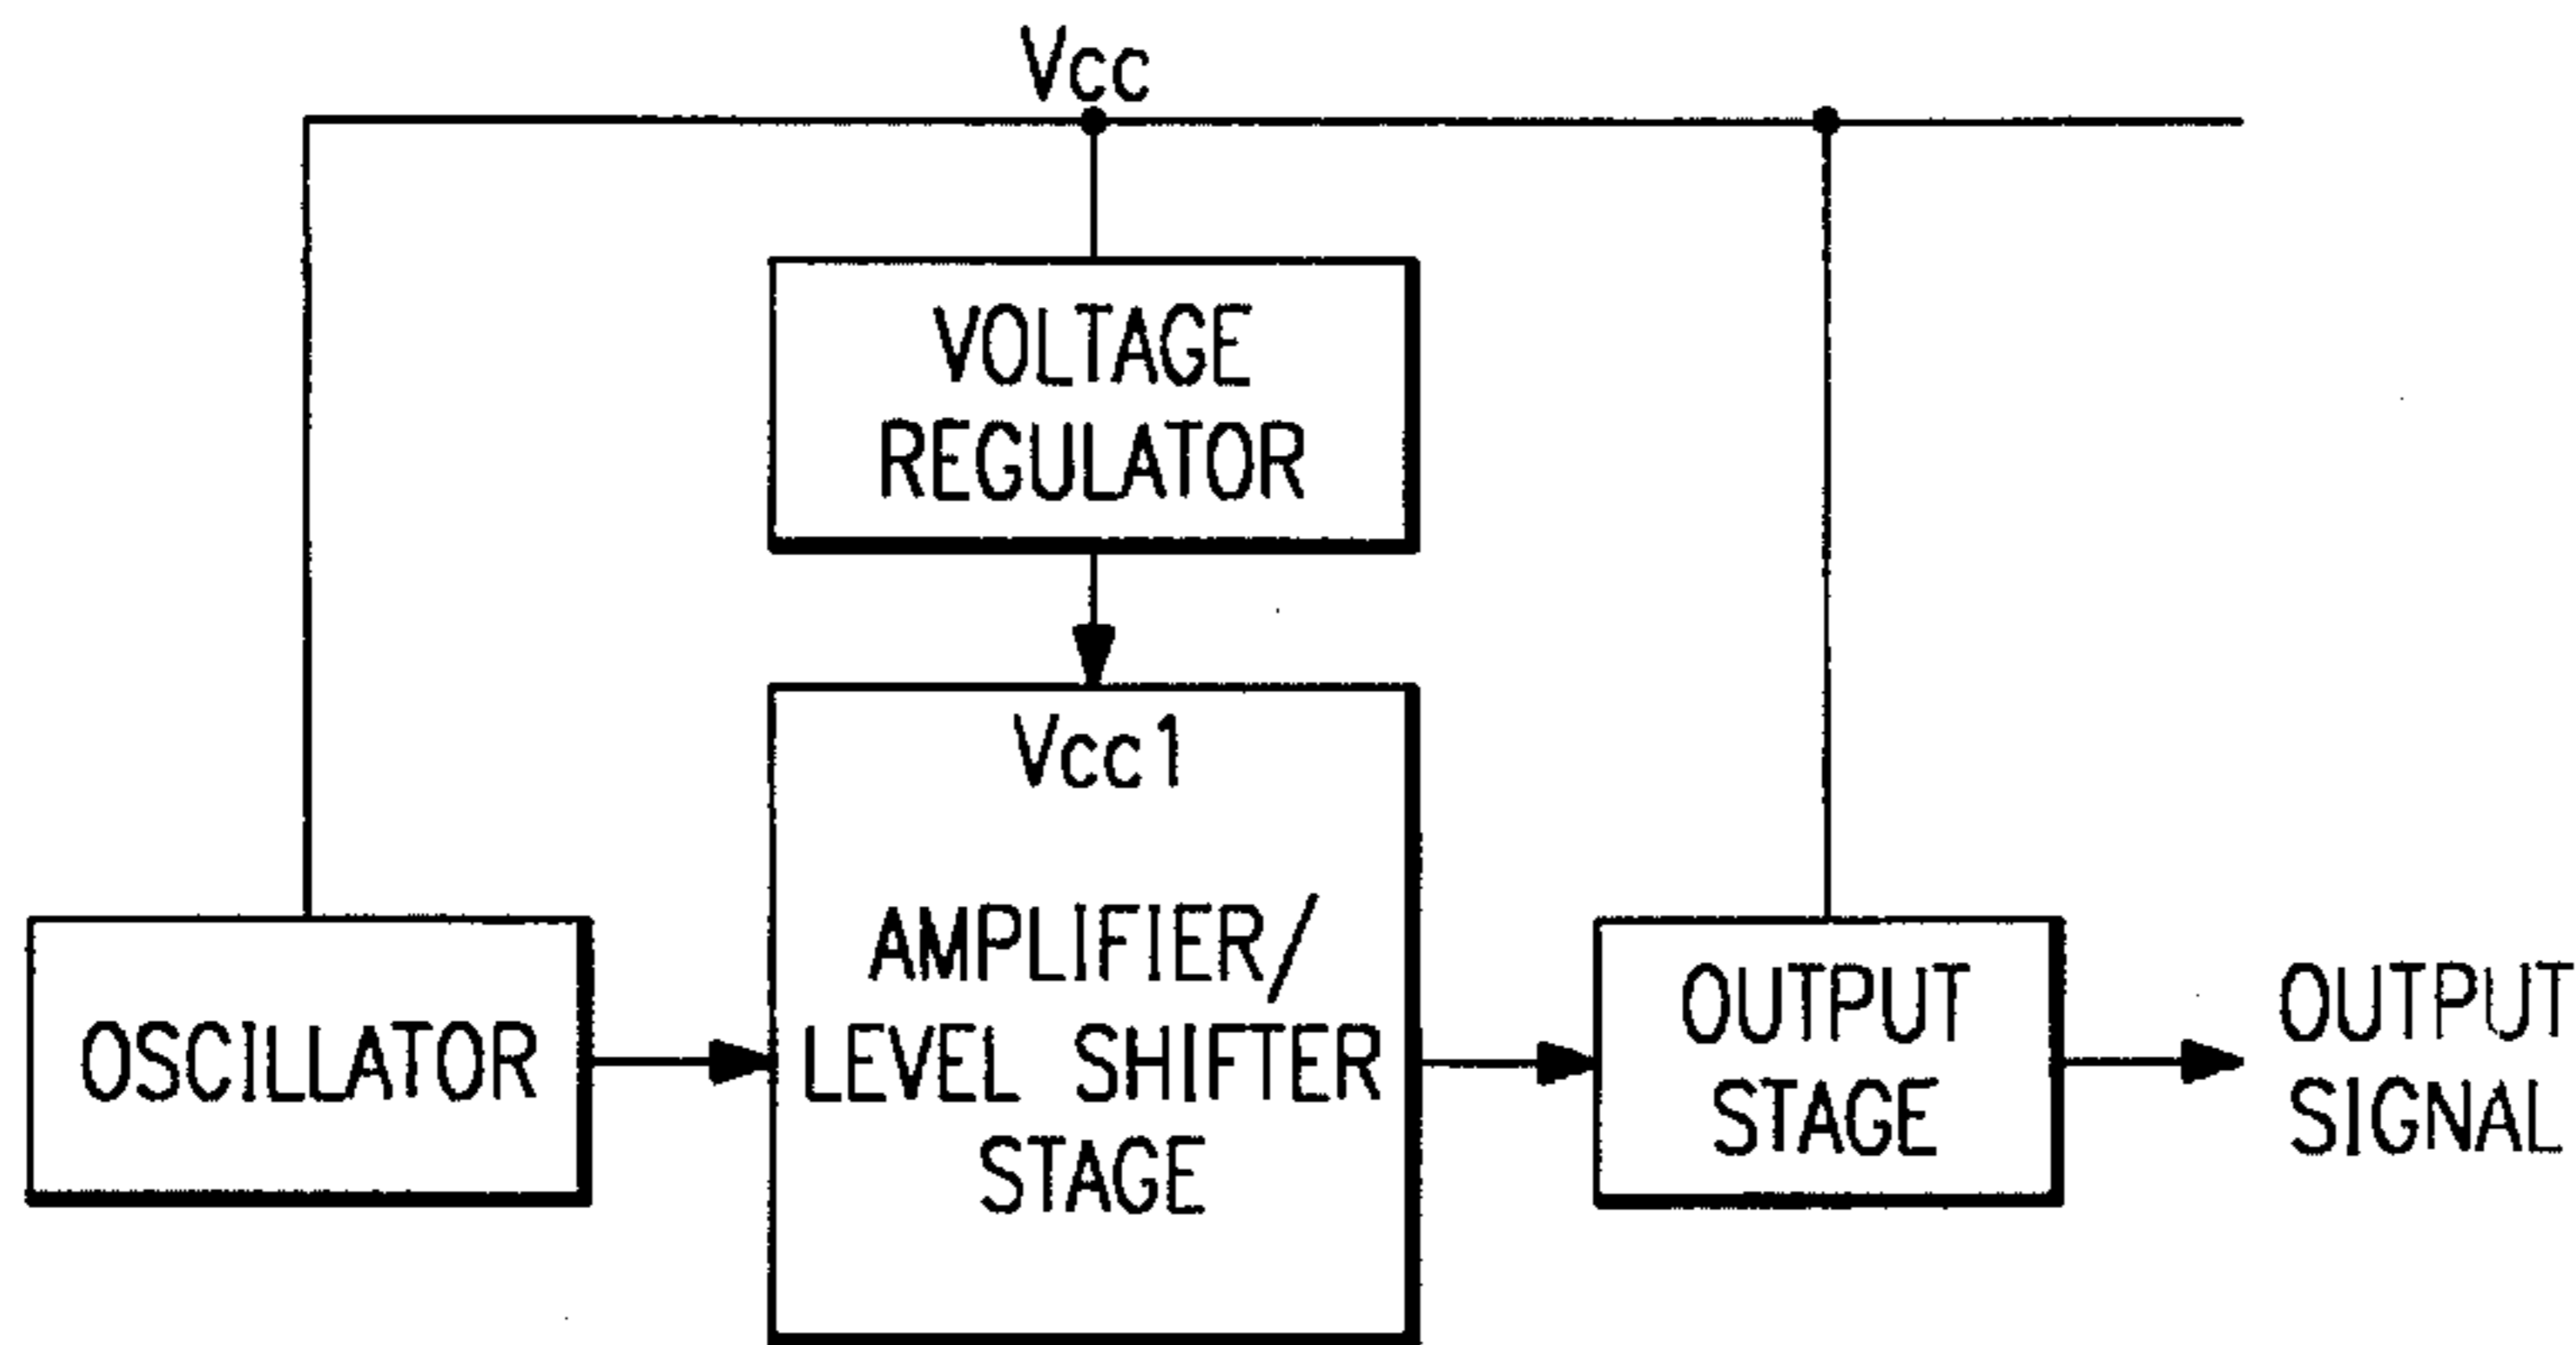 Vcc
VOLTAGE
REGULATOR
Vcc1
AMPLIFIER/
LEVEL SHIFTER
STAGE
OSCILLATOR
OUTPUT
STAGE
OUTPUT
SIGNAL